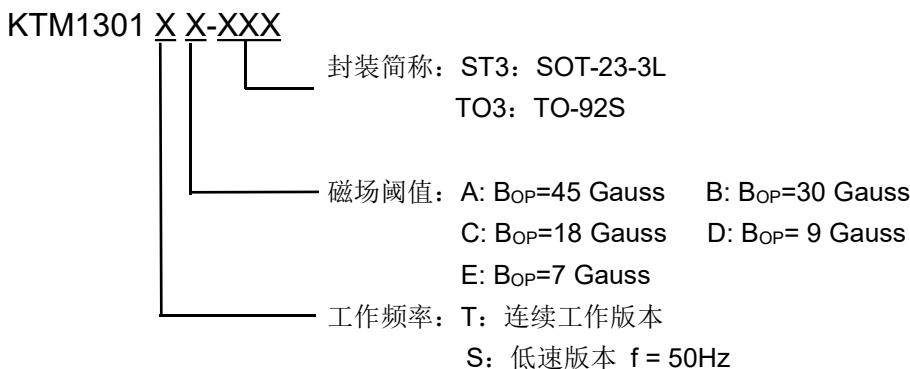 KTM1301 X X-XXX
封装简称：ST3：SOT-23-3L
TO3：TO-92S
磁场阈值：A: BOP=45 Gauss B: BOP=30 Gauss
C: BOP=18 Gauss D: BOP= 9 Gauss
E: BOP=7 Gauss
工作频率：T：连续工作版本
S：低速版本 f = 50Hz